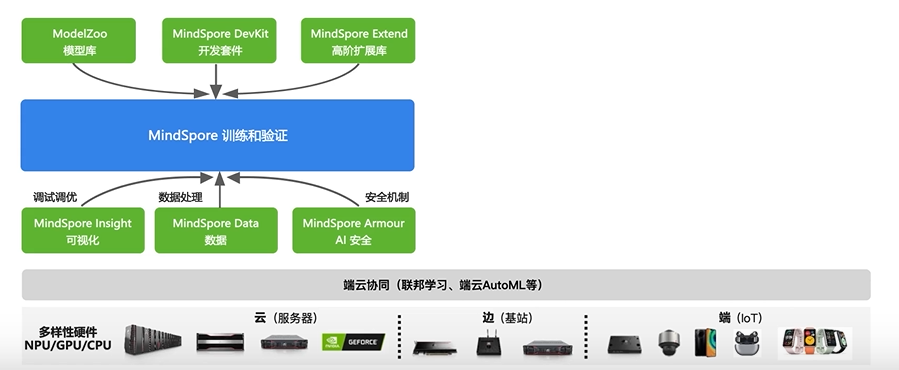 ModelZoo
模型库
MindSpore DevKit
开发套件
MindSpore Extend
高阶扩展库
MindSpore 训练和验证
调试调优
数据处理
安全机制
MindSpore Insight
可视化
MindSpore Data
数据
MindSpore Armour
AI 安全
端云协同（联邦学习、端云AutoML等）
多样性硬件
NPU/GPU/CPU
云（服务器）
边（基站）
端（IoT）
NVIDIA
GEFORCE